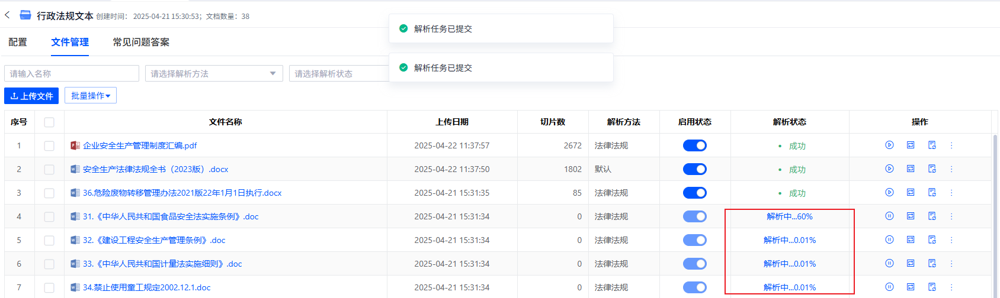 行政法规文本 创建时间： 2025-04-21 15:30:53； 文档数量：38
解析任务已提交
配置 文件管理 常见问题答案
解析任务已提交
请输入名称 请选择解析方法 请选择解析状态
上传文件 批量操作
序号 文件名称 上传日期 切片数 解析方法 启用状态 解析状态 操作
1 企业安全生产管理制度汇编.pdf 2025-04-22 11:37:57 2672 法律法规 成功
2 安全生产法律法规全书（2023版）.docx 2025-04-22 11:37:50 1802 默认 成功
3 36.危险废物转移管理办法2021版22年1月1日执行.docx 2025-04-21 15:31:35 85 法律法规 成功
4 31.《中华人民共和国食品安全法实施条例》.doc 2025-04-21 15:31:34 0 法律法规 解析中...60%
5 32.《建设工程安全生产管理条例》.doc 2025-04-21 15:31:34 0 法律法规 解析中...0.01%
6 33.《中华人民共和国计量法实施细则》.doc 2025-04-21 15:31:34 0 法律法规 解析中...0.01%
7 34.禁止使用童工规定2002.12.1.doc 2025-04-21 15:31:34 0 法律法规 解析中...0.01%